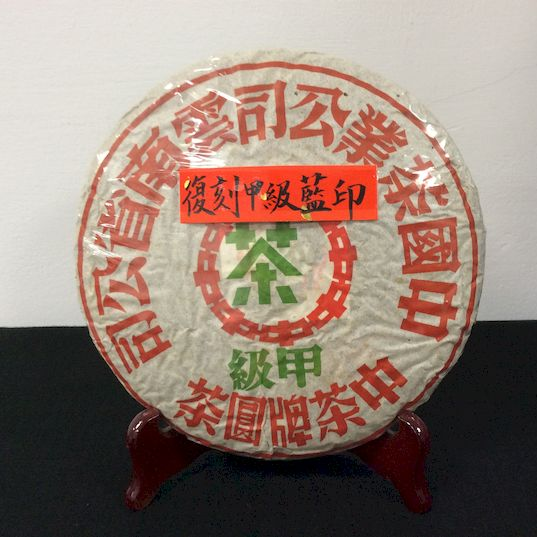 中國茶業公司雲南省公司
復刻甲級藍印
茶
甲級
中茶牌圓茶